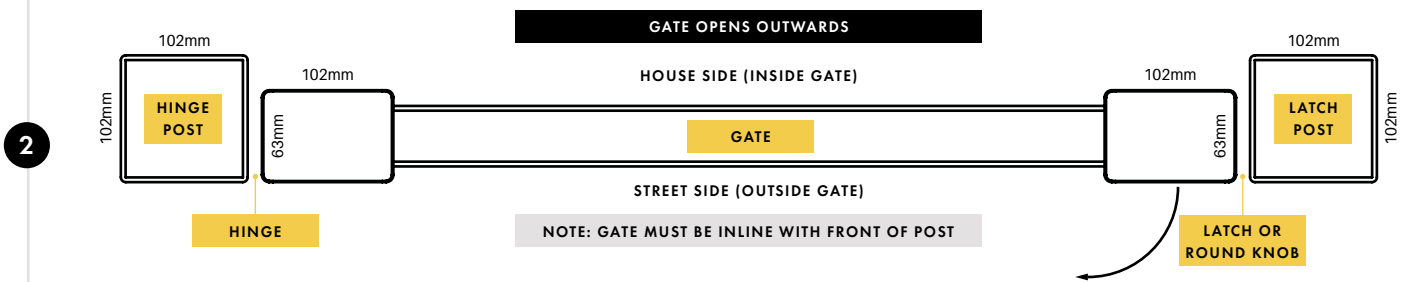 GATE OPENS OUTWARDS
102mm
102mm
102mm
102mm
HOUSE SIDE (INSIDE GATE)
HINGE
POST
LATCH
POST
102mm
63mm
63mm
102mm
2
GATE
STREET SIDE (OUTSIDE GATE)
HINGE
NOTE: GATE MUST BE INLINE WITH FRONT OF POST
LATCH OR
ROUND KNOB